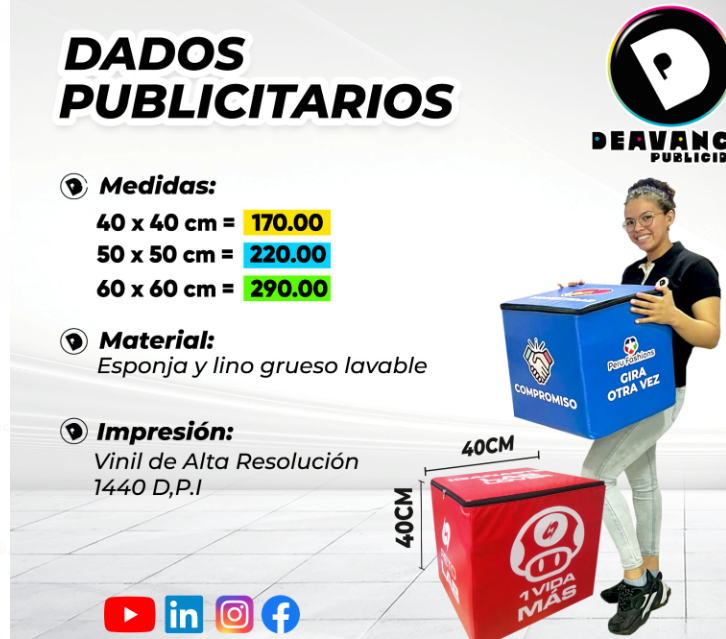 DADOS
PUBLICITARIOS
DEAVANC
PUBLICID
Medidas:
40 x 40 cm = 170.00
50 x 50 cm = 220.00
60 x 60 cm = 290.00
Material:
Esponja y lino grueso lavable
Impresión:
Vinil de Alta Resolución
1440 D,P.I
COMPROMISO
Peru Fashions
GIRA
OTRA VEZ
40CM
40CM
1 VIDA
MÁS
in